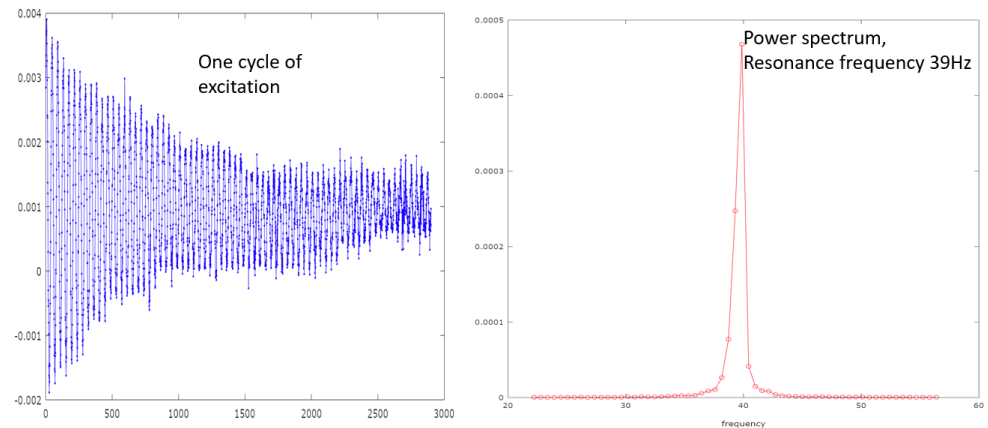 0.004
0.003
0.002
0.001
0
-0.001
-0.002
0 500 1000 1500 2000 2500 3000
One cycle of
excitation
0.0005
0.0004
0.0003
0.0002
0.0001
0
20 30 40 50 60
frequency
Power spectrum,
Resonance frequency 39Hz